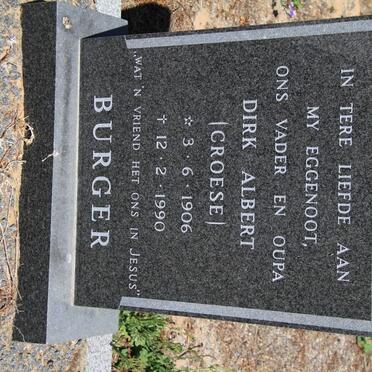 IN TERE LIEFDE AAN
MY EGGENOOT,
ONS VADER EN OUPA
DIRK ALBERT
(CROESE)
☆ 3·6·1906
✝ 12·2·1990
„WAT 'N VRIEND HET ONS IN JESUS"
BURGER